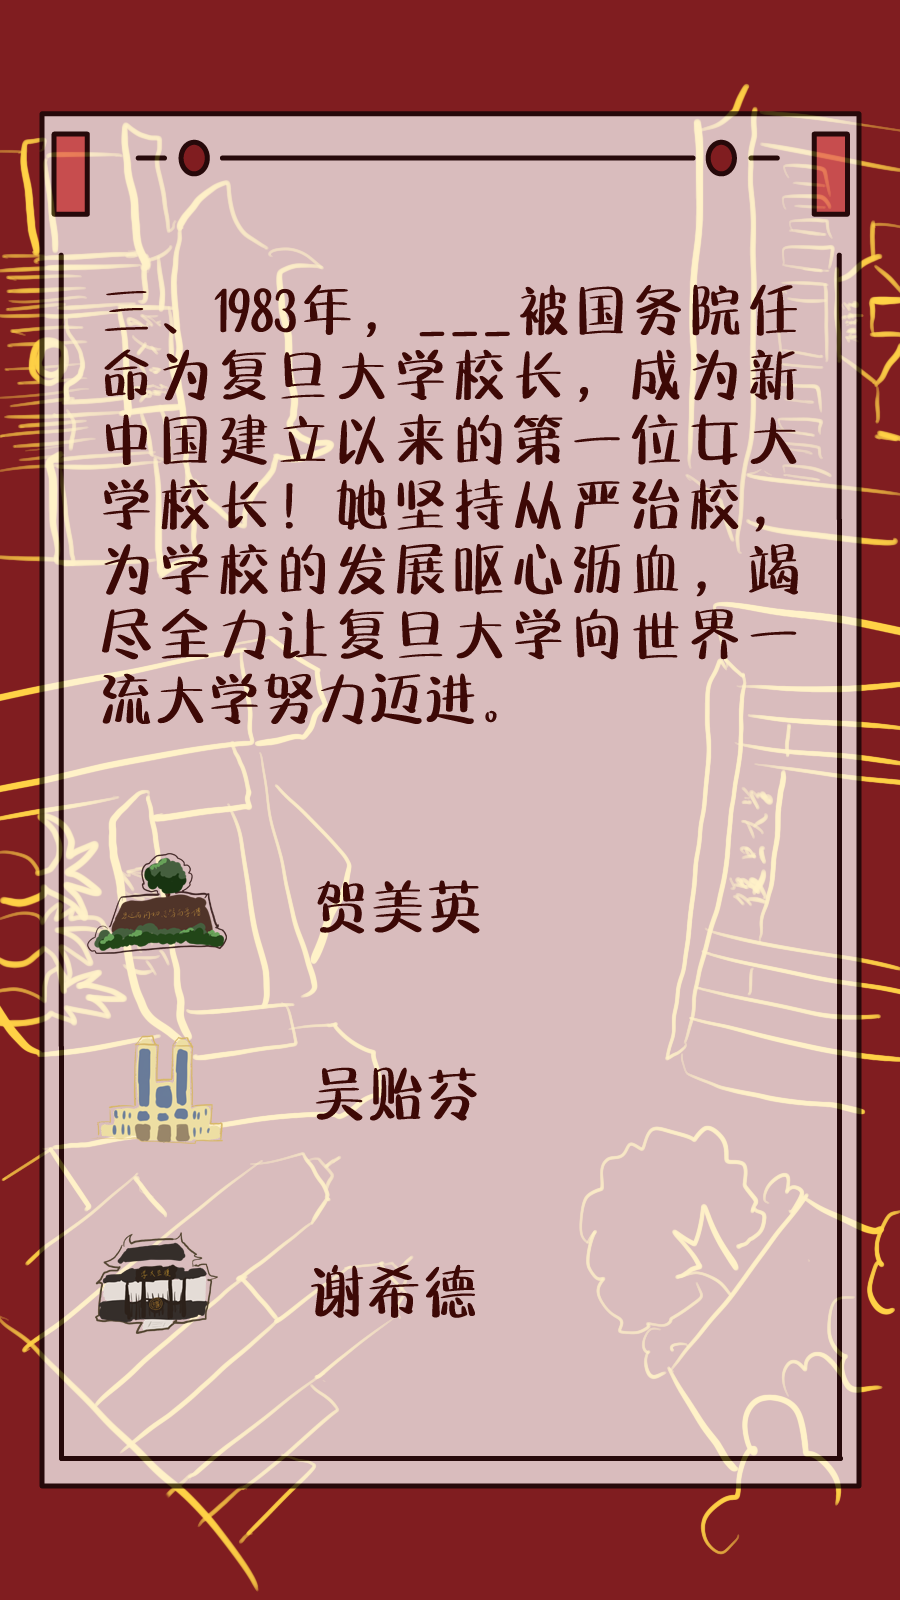 三、1983年，___被国务院任
命为复旦大学校长，成为新
中国建立以来的第一位女大
学校长！她坚持从严治校，
为学校的发展呕心沥血，竭
尽全力让复旦大学向世界一
流大学努力迈进。
贺美英
吴贻芬
谢希德
復旦大学